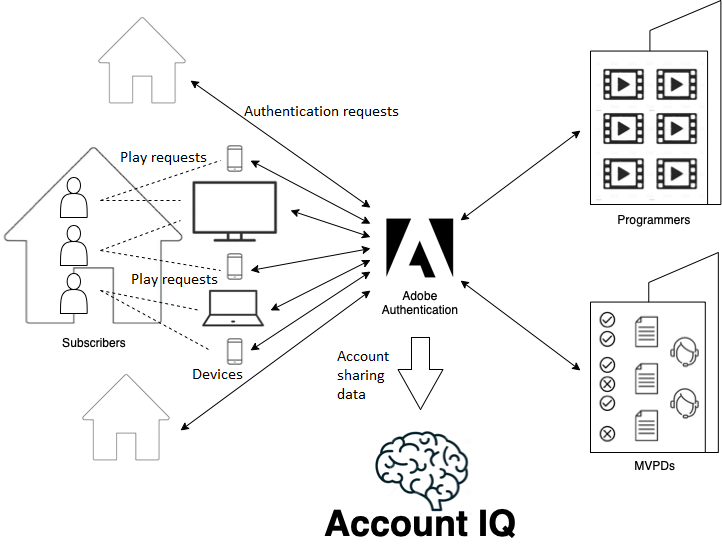 Authentication requests
Play requests
Programmers
Play requests
Adobe
Authentication
Subscribers
Account
sharing
data
Devices
MVPDs
Account IQ